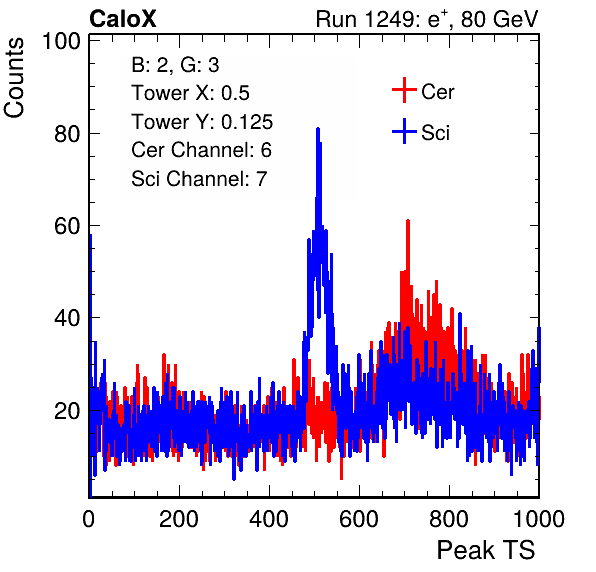 CaloX
Run 1249: e+, 80 GeV
Counts
100
80
60
40
20
B: 2, G: 3
Tower X: 0.5
Tower Y: 0.125
Cer Channel: 6
Sci Channel: 7
Cer
Sci
0 200 400 600 800 1000
Peak TS